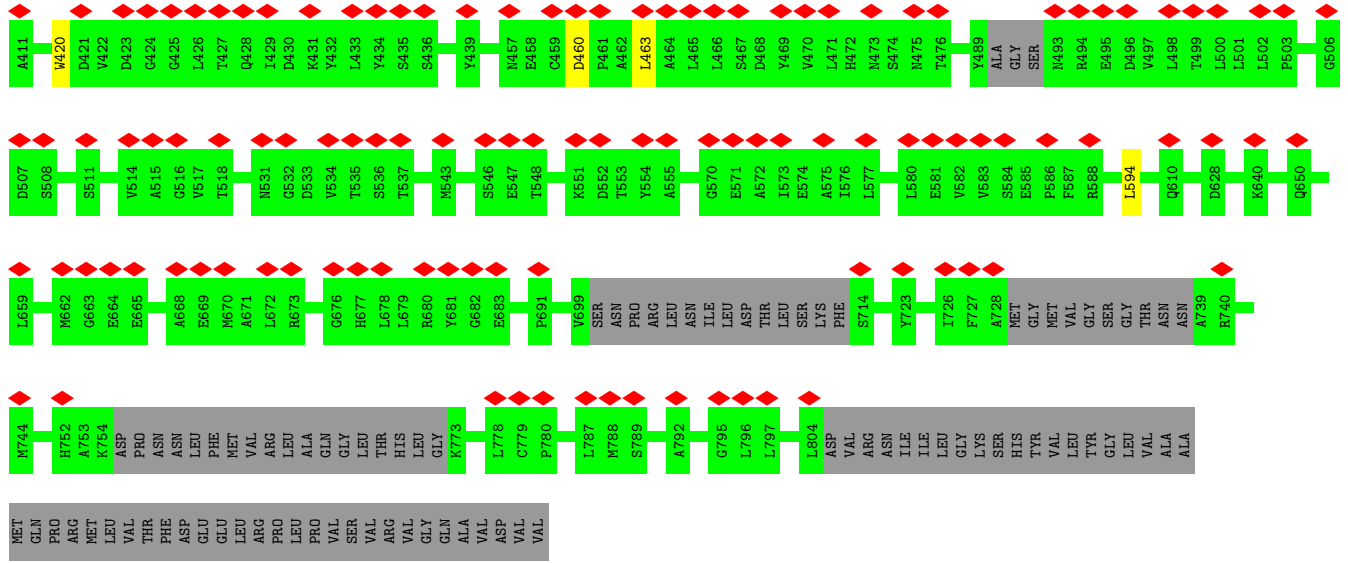 A411 W420 D421 V422 D423 G424 G425 L426 T427 Q428 I429 D430 K431 Y432 L433 Y434 S435 S436 Y439 N457 E458 C459 D460 P461 A462 L463 A464 L465 L466 S467 D468 Y469 V470 L471 H472 N473 S474 N475 T476 Y489 ALA GLY SER N493 R494 E495 D496 V497 L498 T499 L500 L501 L502 P503 G506
D507 S508 S511 V514 A515 G516 V517 T518 N531 G532 D533 V534 T535 S536 T537 M543 S546 E547 T548 K551 D552 T553 Y554 A555 G570 E571 A572 I573 E574 A575 I576 L577 L580 E581 V582 V583 S584 E585 P586 F587 R588 L594 Q610 D628 K640 Q650
L659 M662 G663 E664 E665 A668 E669 M670 A671 L672 R673 G676 H677 L678 L679 R680 Y681 G682 E683 P691 V699 SER ASN PRO ARG LEU ASN ILE LEU ASP THR LEU SER LYS PHE S714 Y723 I726 F727 A728 MET GLY MET VAL GLY SER GLY THR ASN ASN A739 R740
M744 H752 A753 K754 ASP PRO ASN ASN LEU PHE MET VAL ARG LEU ALA GLN GLY LEU THR HIS LEU GLY K773 L778 C779 P780 L787 M788 S789 A792 G795 L796 L797 L804 ASP VAL ARG ASN ILE ILE LEU GLY LYS SER HIS TYR VAL LEU TYR GLY LEU VAL ALA ALA
MET GLN PRO ARG MET LEU VAL THR PHE ASP GLU GLU LEU ARG PRO LEU PRO VAL SER VAL ARG VAL GLY GLN ALA VAL ASP VAL VAL